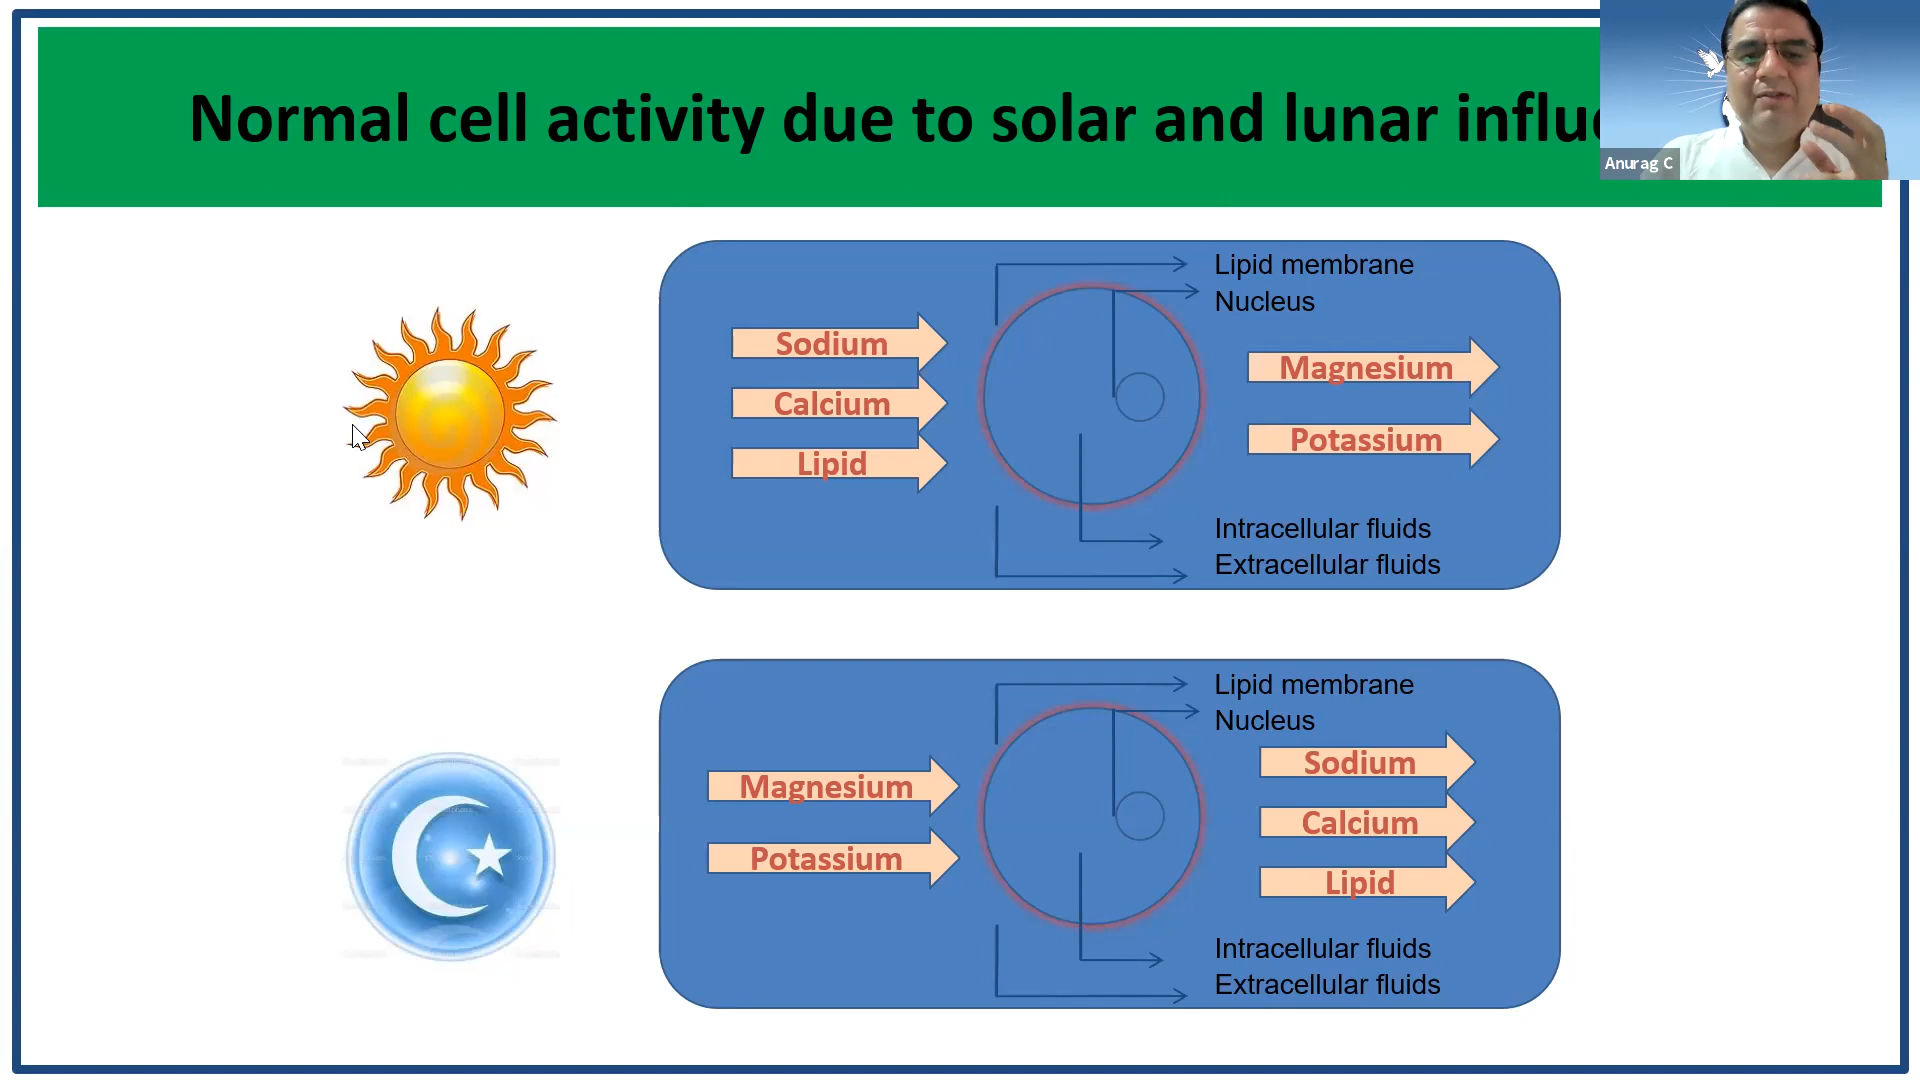 Normal cell activity due to solar and lunar
Anurag C
Lipid membrane
Nucleus
Sodium
Calcium
Lipid
Magnesium
Potassium
Intracellular fluids
Extracellular fluids
Lipid membrane
Nucleus
Magnesium
Potassium
Sodium
Calcium
Lipid
Intracellular fluids
Extracellular fluids